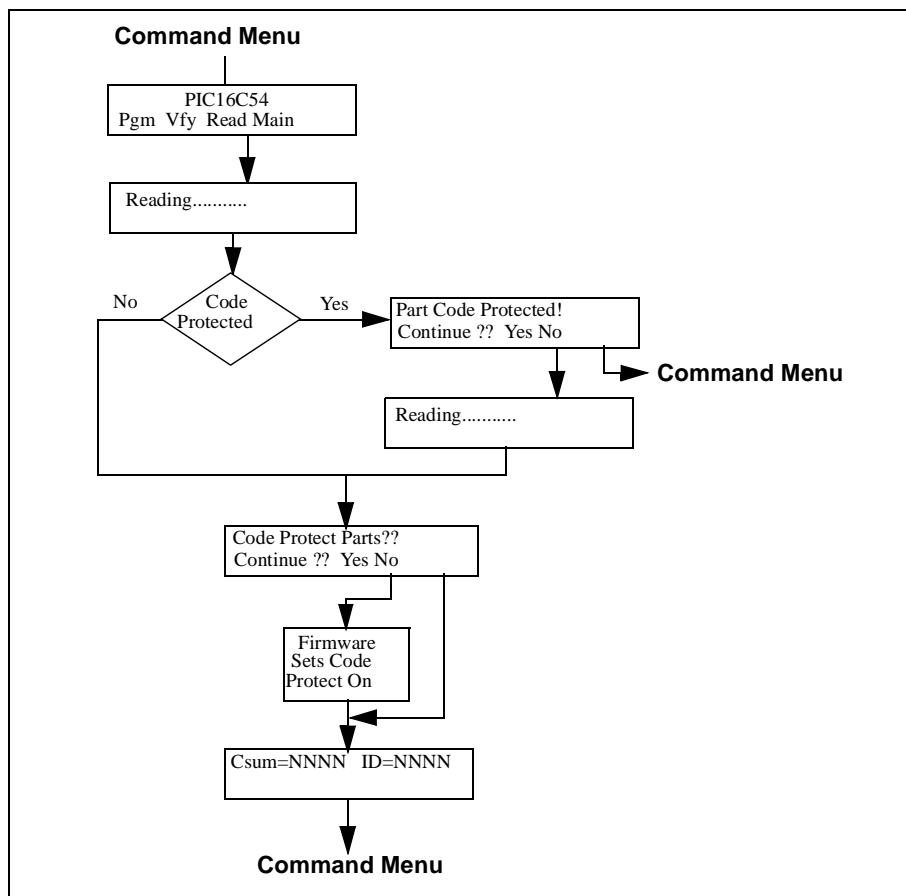 Command Menu
PIC16C54
Pgm Vfy Read Main
Reading...........
No
Code
Protected
Yes
Part Code Protected!
Continue ?? Yes No
Command Menu
Reading...........
Code Protect Parts??
Continue ?? Yes No
Firmware
Sets Code
Protect On
Csum=NNNN ID=NNNN
Command Menu